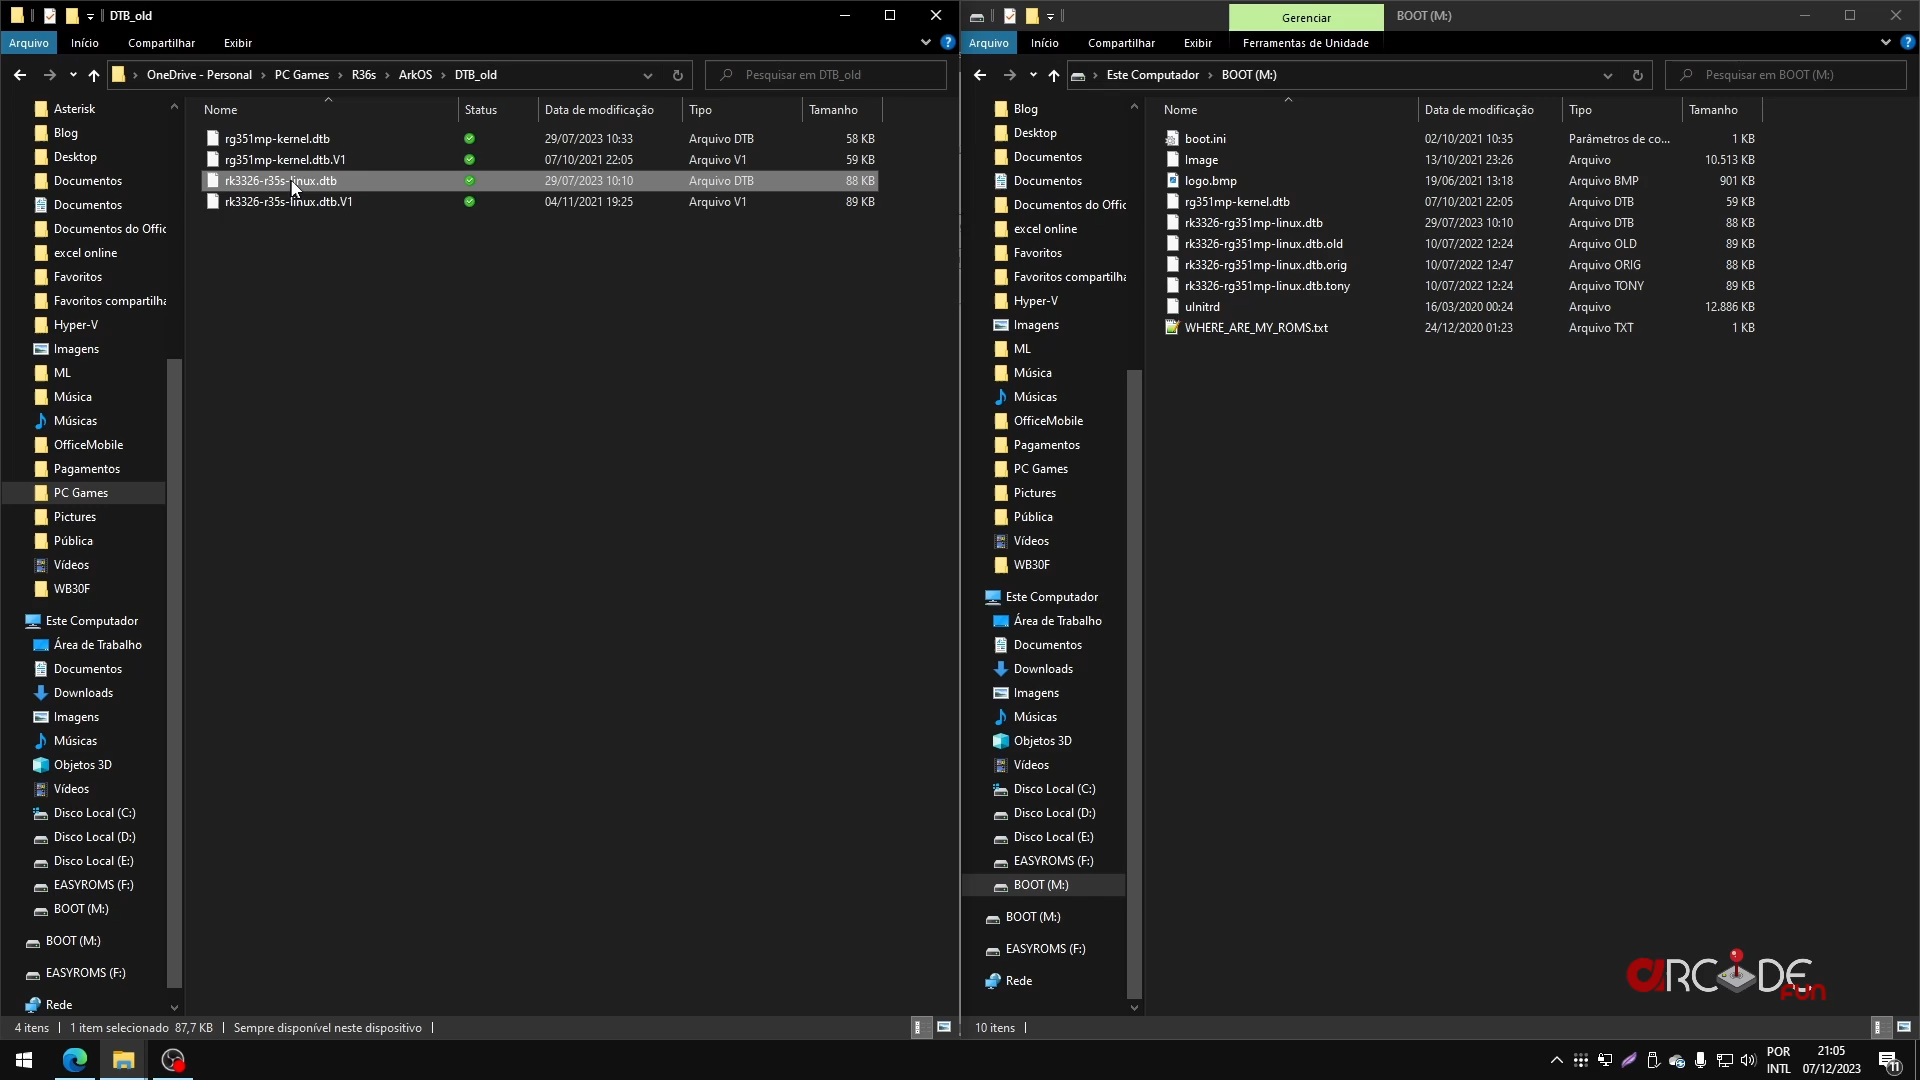 DTB_old
Arquivo Início Compartilhar Exibir
OneDrive - Personal › PC Games › R36s › ArkOS › DTB_old
Pesquisar em DTB_old
Asterisk
Blog
Desktop
Documentos
Documentos
Documentos do Offic
excel online
Favoritos
Favoritos compartilha
Hyper-V
Imagens
ML
Música
Músicas
OfficeMobile
Pagamentos
PC Games
Pictures
Pública
Vídeos
WB30F
Este Computador
Área de Trabalho
Documentos
Downloads
Imagens
Músicas
Objetos 3D
Vídeos
Disco Local (C:)
Disco Local (D:)
Disco Local (E:)
EASYROMS (F:)
BOOT (M:)
BOOT (M:)
EASYROMS (F:)
Rede
Nome Status Data de modificação Tipo Tamanho
rg351mp-kernel.dtb 29/07/2023 10:33 Arquivo DTB 58 KB
rg351mp-kernel.dtb.V1 07/10/2021 22:05 Arquivo V1 59 KB
rk3326-r35s-linux.dtb 29/07/2023 10:10 Arquivo DTB 88 KB
rk3326-r35s-linux.dtb.V1 04/11/2021 19:25 Arquivo V1 89 KB
4 itens 1 item selecionado 87,7 KB Sempre disponível neste dispositivo
Gerenciar BOOT (M:)
Arquivo Início Compartilhar Exibir Ferramentas de Unidade
Este Computador › BOOT (M:)
Pesquisar em BOOT (M:)
Blog
Desktop
Documentos
Documentos
Documentos do Offic
excel online
Favoritos
Favoritos compartilha
Hyper-V
Imagens
ML
Música
Músicas
OfficeMobile
Pagamentos
PC Games
Pictures
Pública
Vídeos
WB30F
Este Computador
Área de Trabalho
Documentos
Downloads
Imagens
Músicas
Objetos 3D
Vídeos
Disco Local (C:)
Disco Local (D:)
Disco Local (E:)
EASYROMS (F:)
BOOT (M:)
BOOT (M:)
EASYROMS (F:)
Rede
Nome Data de modificação Tipo Tamanho
boot.ini 02/10/2021 10:35 Parâmetros de co... 1 KB
Image 13/10/2021 23:26 Arquivo 10.513 KB
logo.bmp 19/06/2021 13:18 Arquivo BMP 901 KB
rg351mp-kernel.dtb 07/10/2021 22:05 Arquivo DTB 59 KB
rk3326-rg351mp-linux.dtb 29/07/2023 10:10 Arquivo DTB 88 KB
rk3326-rg351mp-linux.dtb.old 10/07/2022 12:24 Arquivo OLD 89 KB
rk3326-rg351mp-linux.dtb.orig 10/07/2022 12:47 Arquivo ORIG 88 KB
rk3326-rg351mp-linux.dtb.tony 10/07/2022 12:24 Arquivo TONY 89 KB
uInitrd 16/03/2020 00:24 Arquivo 12.886 KB
WHERE_ARE_MY_ROMS.txt 24/12/2020 01:23 Arquivo TXT 1 KB
10 itens
aRCDE
FUN
POR
INTL
21:05
07/12/2023
11